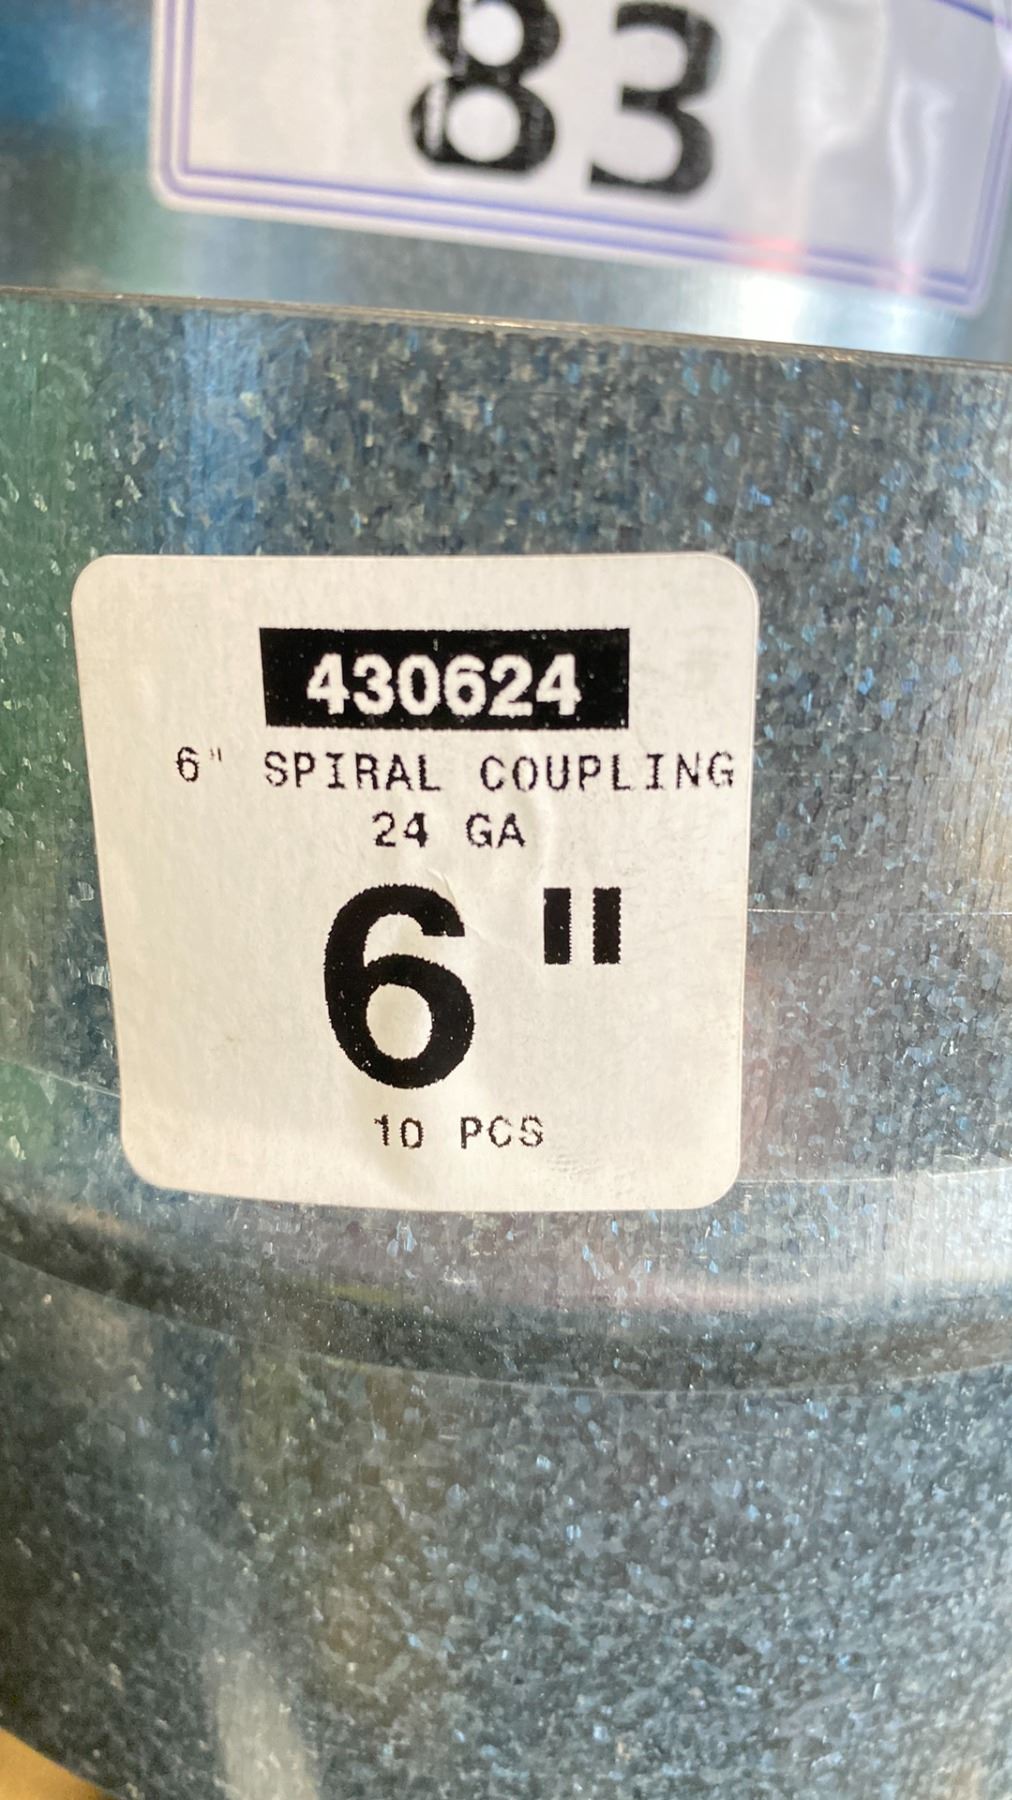 83
430624
6" SPIRAL COUPLING
24 GA
6"
10 PCS